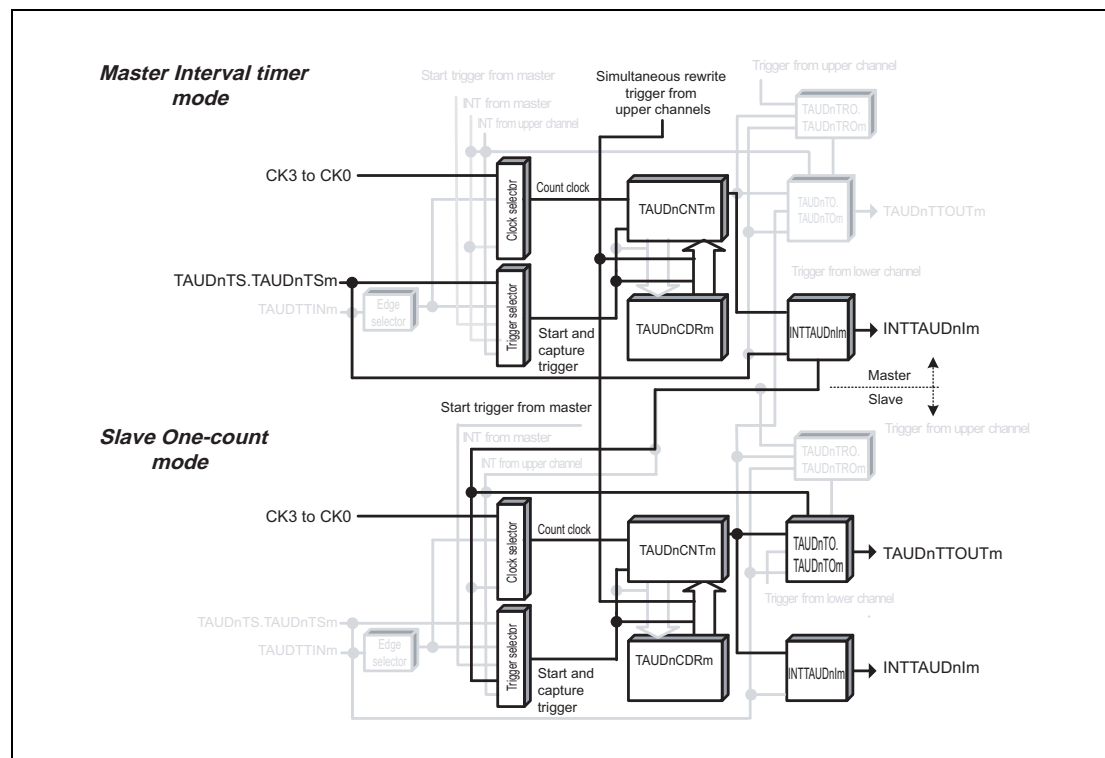 Master Interval timer
mode
Start trigger from master
INT from master
INT from upper channel
Simultaneous rewrite
trigger from
upper channels
Trigger from upper channel
TAUDnTRO.
TAUDnTROm
CK3 to CK0
Clock selector
Count clock
TAUDnCNTm
TAUDnTO.
TAUDnTOm
TAUDnTTOUTm
TAUDnTS.TAUDnTSm
TAUDTTINm
Edge
selector
Trigger selector
Start and
capture
trigger
TAUDnCDRm
Trigger from lower channel
INTTAUDnIm
INTTAUDnIm
Master
Slave
Slave One-count
mode
Start trigger from master
INT from master
INT from upper channel
Trigger from upper channel
TAUDnTRO.
TAUDnTROm
CK3 to CK0
Clock selector
Count clock
TAUDnCNTm
TAUDnTO.
TAUDnTOm
TAUDnTTOUTm
Trigger from lower channel
TAUDnTS.TAUDnTSm
TAUDTTINm
Edge
selector
Trigger selector
Start and
capture
trigger
TAUDnCDRm
INTTAUDnIm
INTTAUDnIm